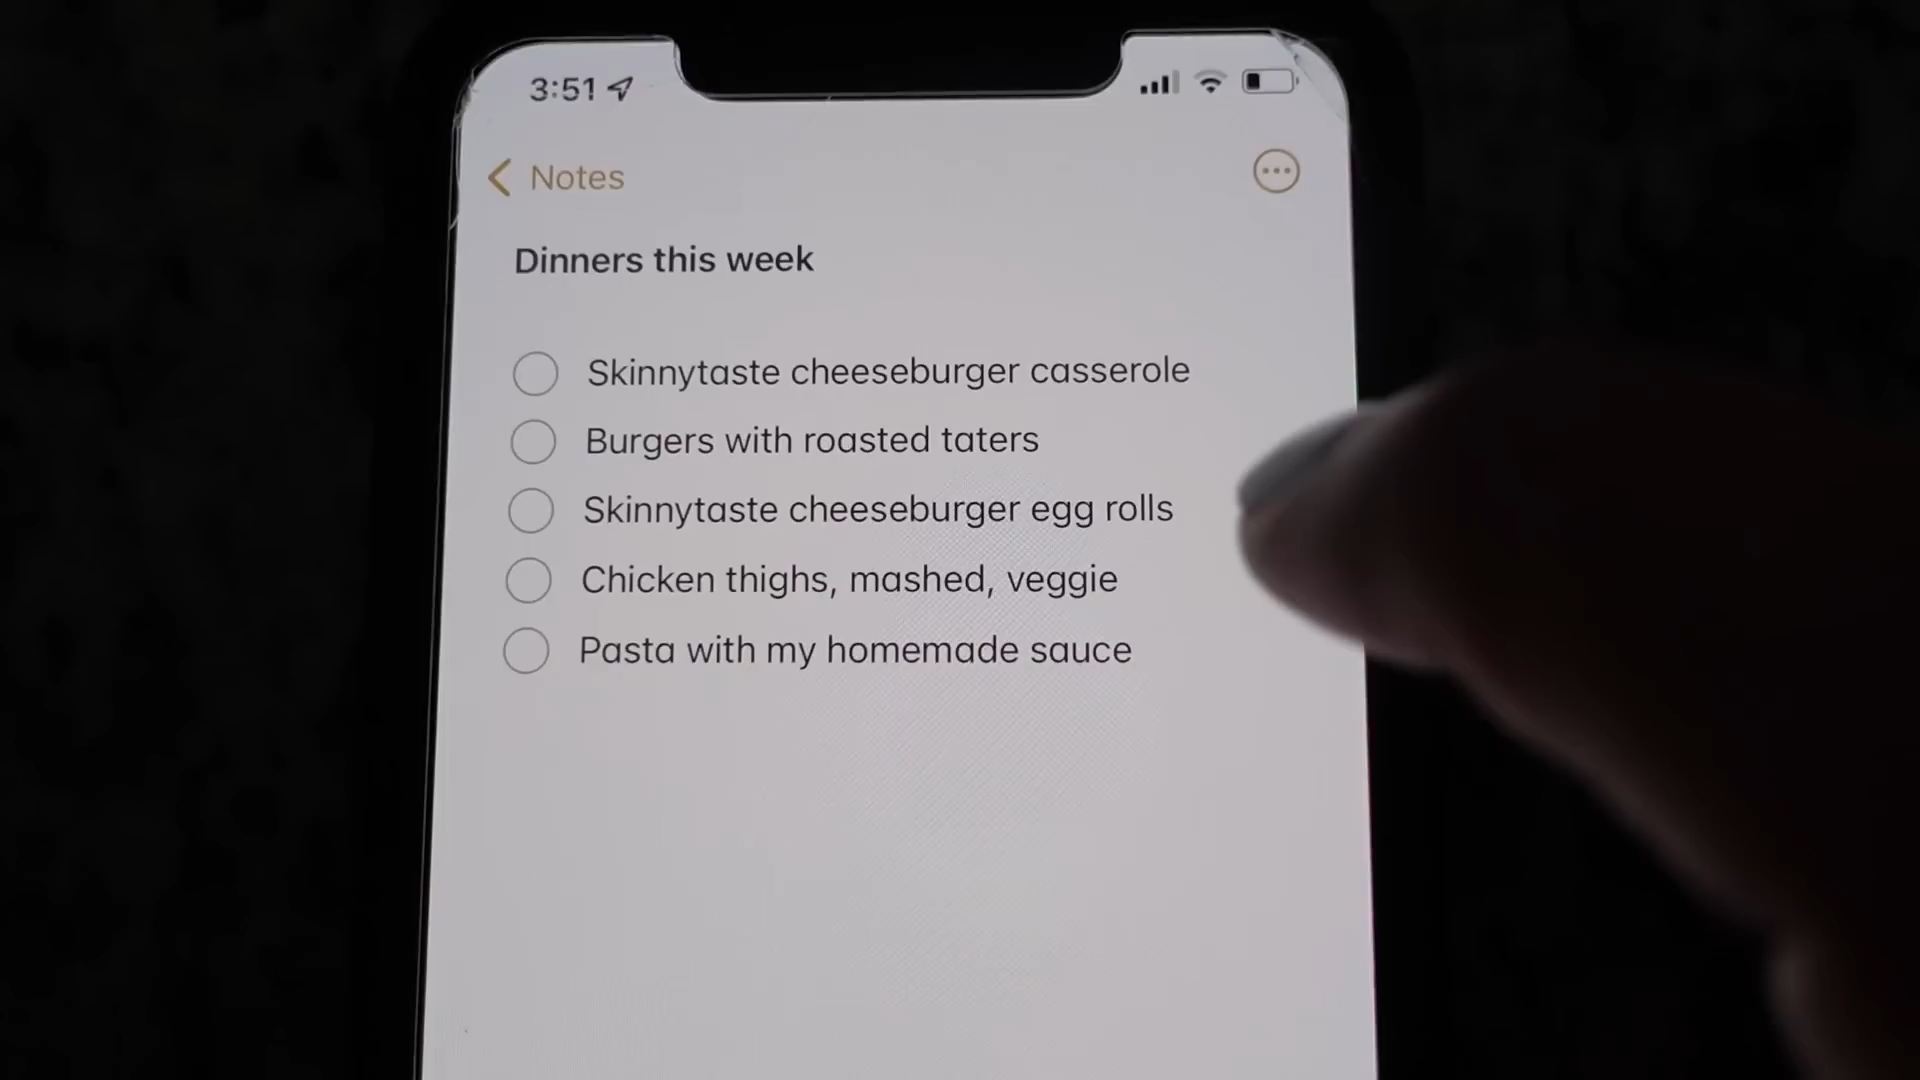 3:51
Notes
Dinners this week
Skinnytaste cheeseburger casserole
Burgers with roasted taters
Skinnytaste cheeseburger egg rolls
Chicken thighs, mashed, veggie
Pasta with my homemade sauce